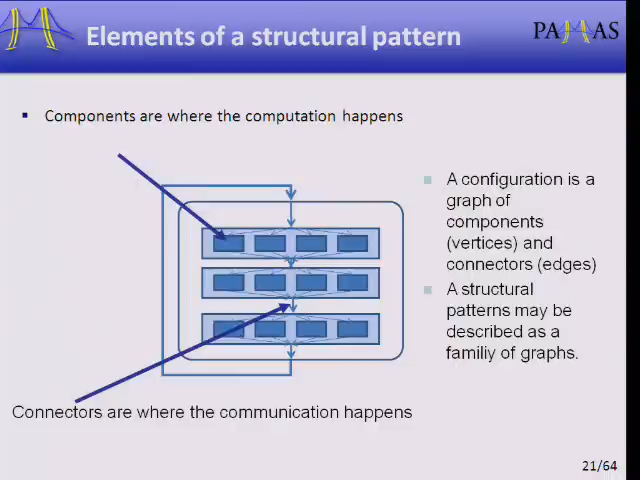 Elements of a structural pattern
PA AS
Components are where the computation happens
A configuration is a
graph of
components
(vertices) and
connectors (edges)
A structural
patterns may be
described as a
familiy of graphs.
Connectors are where the communication happens
21/64